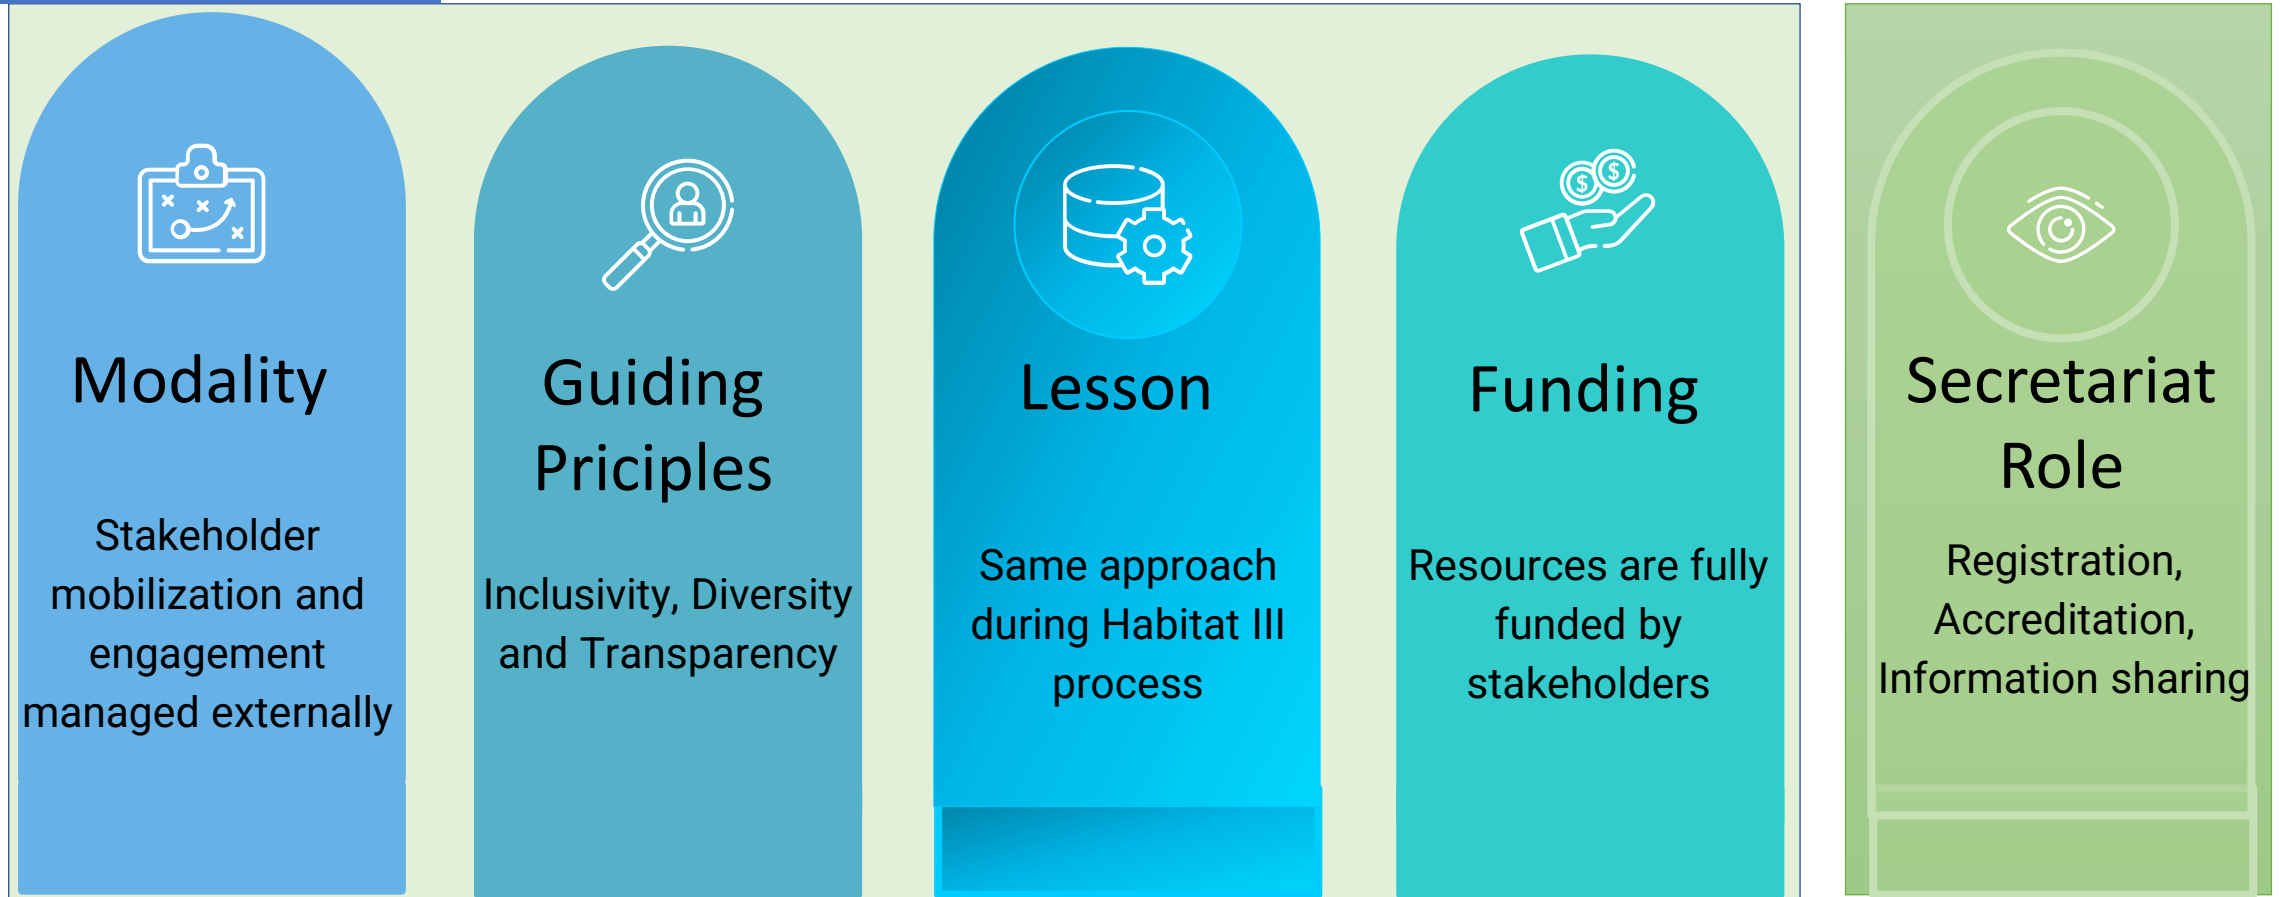 Modality
Stakeholder
mobilization and
engagement
managed externally
Guiding
Priciples
Inclusivity, Diversity
and Transparency
Lesson
Same approach
during Habitat III
process
Funding
Resources are fully
funded by
stakeholders
Secretariat
Role
Registration,
Accreditation,
Information sharing